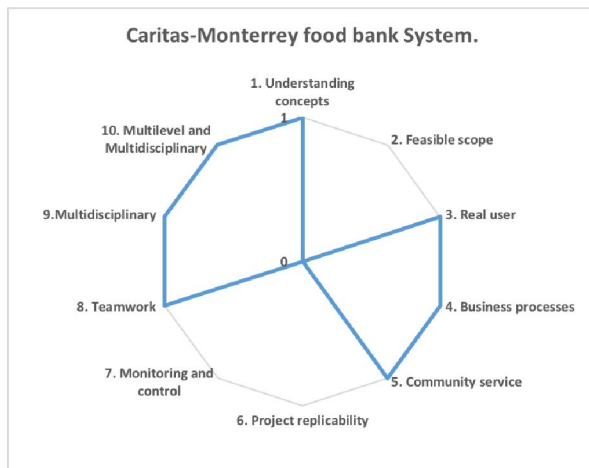 Caritas-Monterrey food bank System.
1. Understanding
concepts
1
10. Multilevel and
Multidisciplinary
2. Feasible scope
9.Multidisciplinary
3. Real user
0
8. Teamwork
4. Business processes
7. Monitoring and
control
5. Community service
6. Project replicability